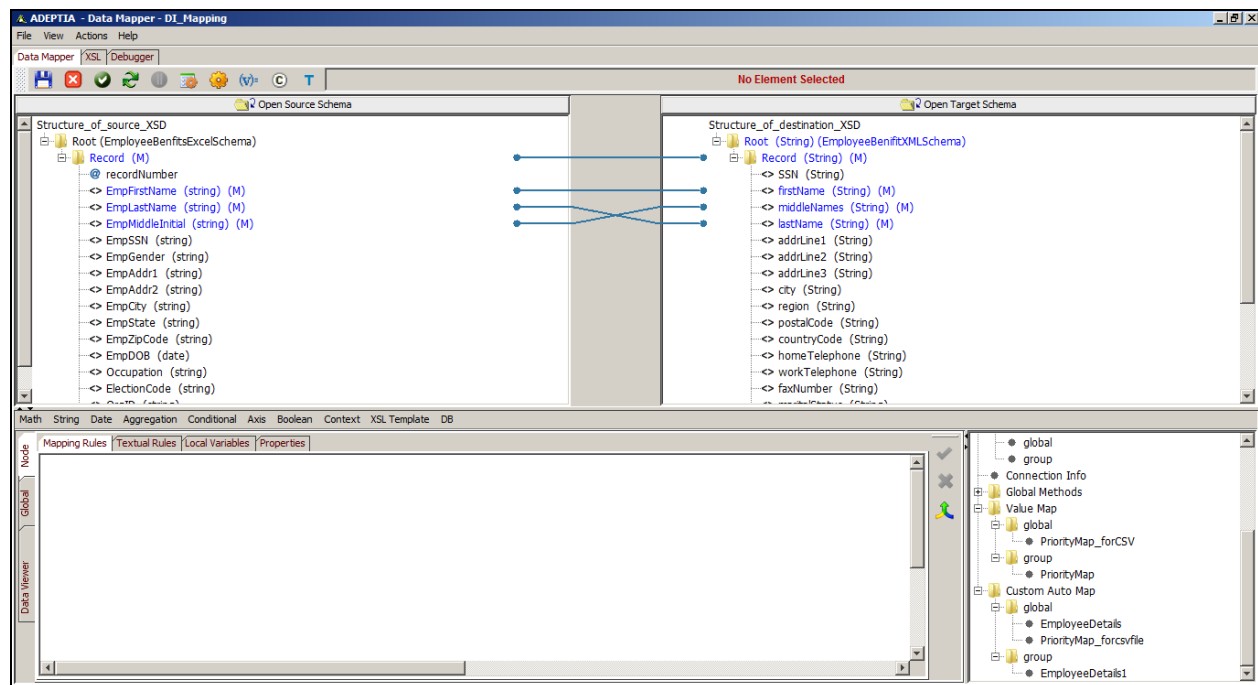 ADEPTIA - Data Mapper - DI_Mapping
File View Actions Help
Data Mapper XSL Debugger
(v)= C T No Element Selected
Open Source Schema
Open Target Schema
Structure_of_source_XSD
Root (EmployeeBenfitsExcelSchema)
Record (M)
@ recordNumber
<> EmpFirstName (string) (M)
<> EmpLastName (string) (M)
<> EmpMiddleInitial (string) (M)
<> EmpSSN (string)
<> EmpGender (string)
<> EmpAddr1 (string)
<> EmpAddr2 (string)
<> EmpCity (string)
<> EmpState (string)
<> EmpZipCode (string)
<> EmpDOB (date)
<> Occupation (string)
<> ElectionCode (string)
Structure_of_destination_XSD
Root (String) (EmployeeBenifitXMLSchema)
Record (String) (M)
<> SSN (String)
<> firstName (String) (M)
<> middleNames (String) (M)
<> lastName (String) (M)
<> addrLine1 (String)
<> addrLine2 (String)
<> addrLine3 (String)
<> city (String)
<> region (String)
<> postalCode (String)
<> countryCode (String)
<> homeTelephone (String)
<> workTelephone (String)
<> faxNumber (String)
Math String Date Aggregation Conditional Axis Boolean Context XSL Template DB
Node
Global
Data Viewer
Mapping Rules Textual Rules Local Variables Properties
global
group
Connection Info
Global Methods
Value Map
global
PriorityMap_forCSV
group
PriorityMap
Custom Auto Map
global
EmployeeDetails
PriorityMap_forcsvfile
group
EmployeeDetails1